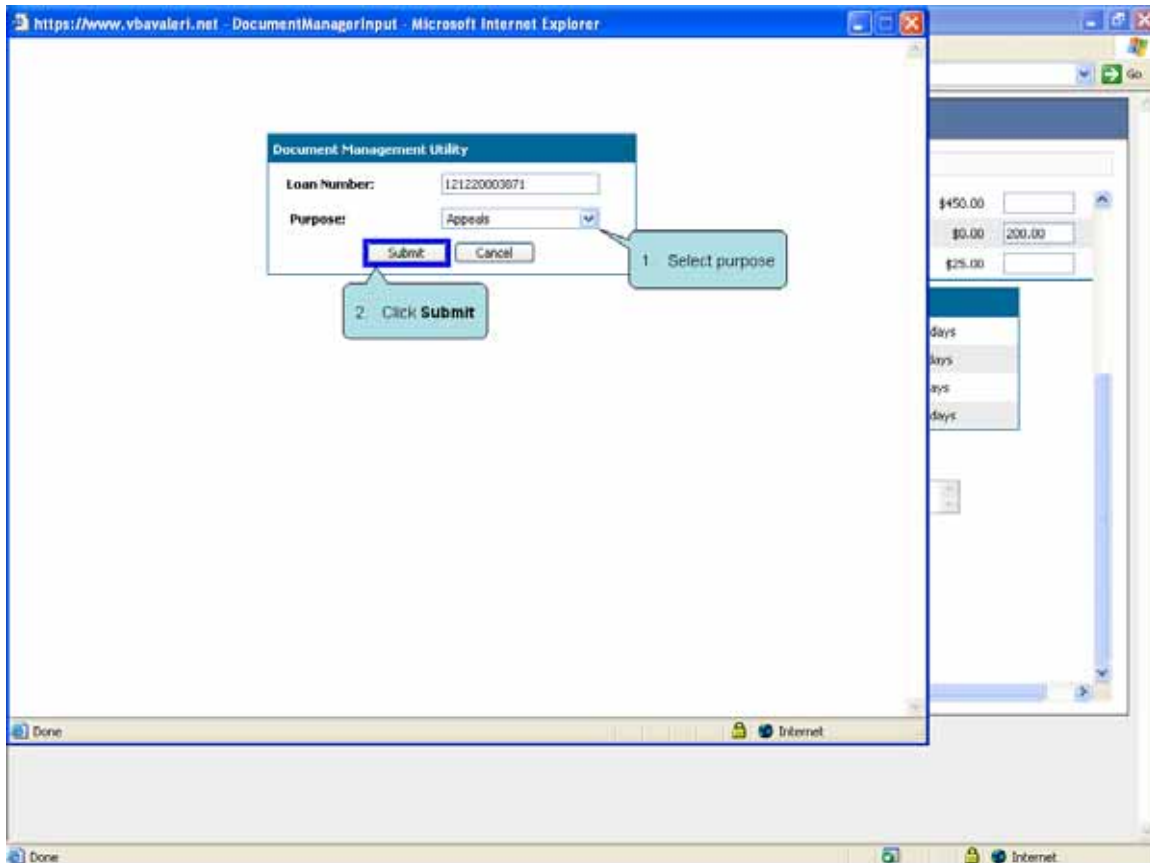 https://www.vbavaleri.net - DocumentManagerInput - Microsoft Internet Explorer
Go
Document Management Utility
Loan Number: 121220003871
Purpose: Appeals
Submit Cancel
1 Select purpose
2. Click Submit
$450.00
$0.00 200.00
$25.00
days
days
ays
days
Done Internet
Done Internet